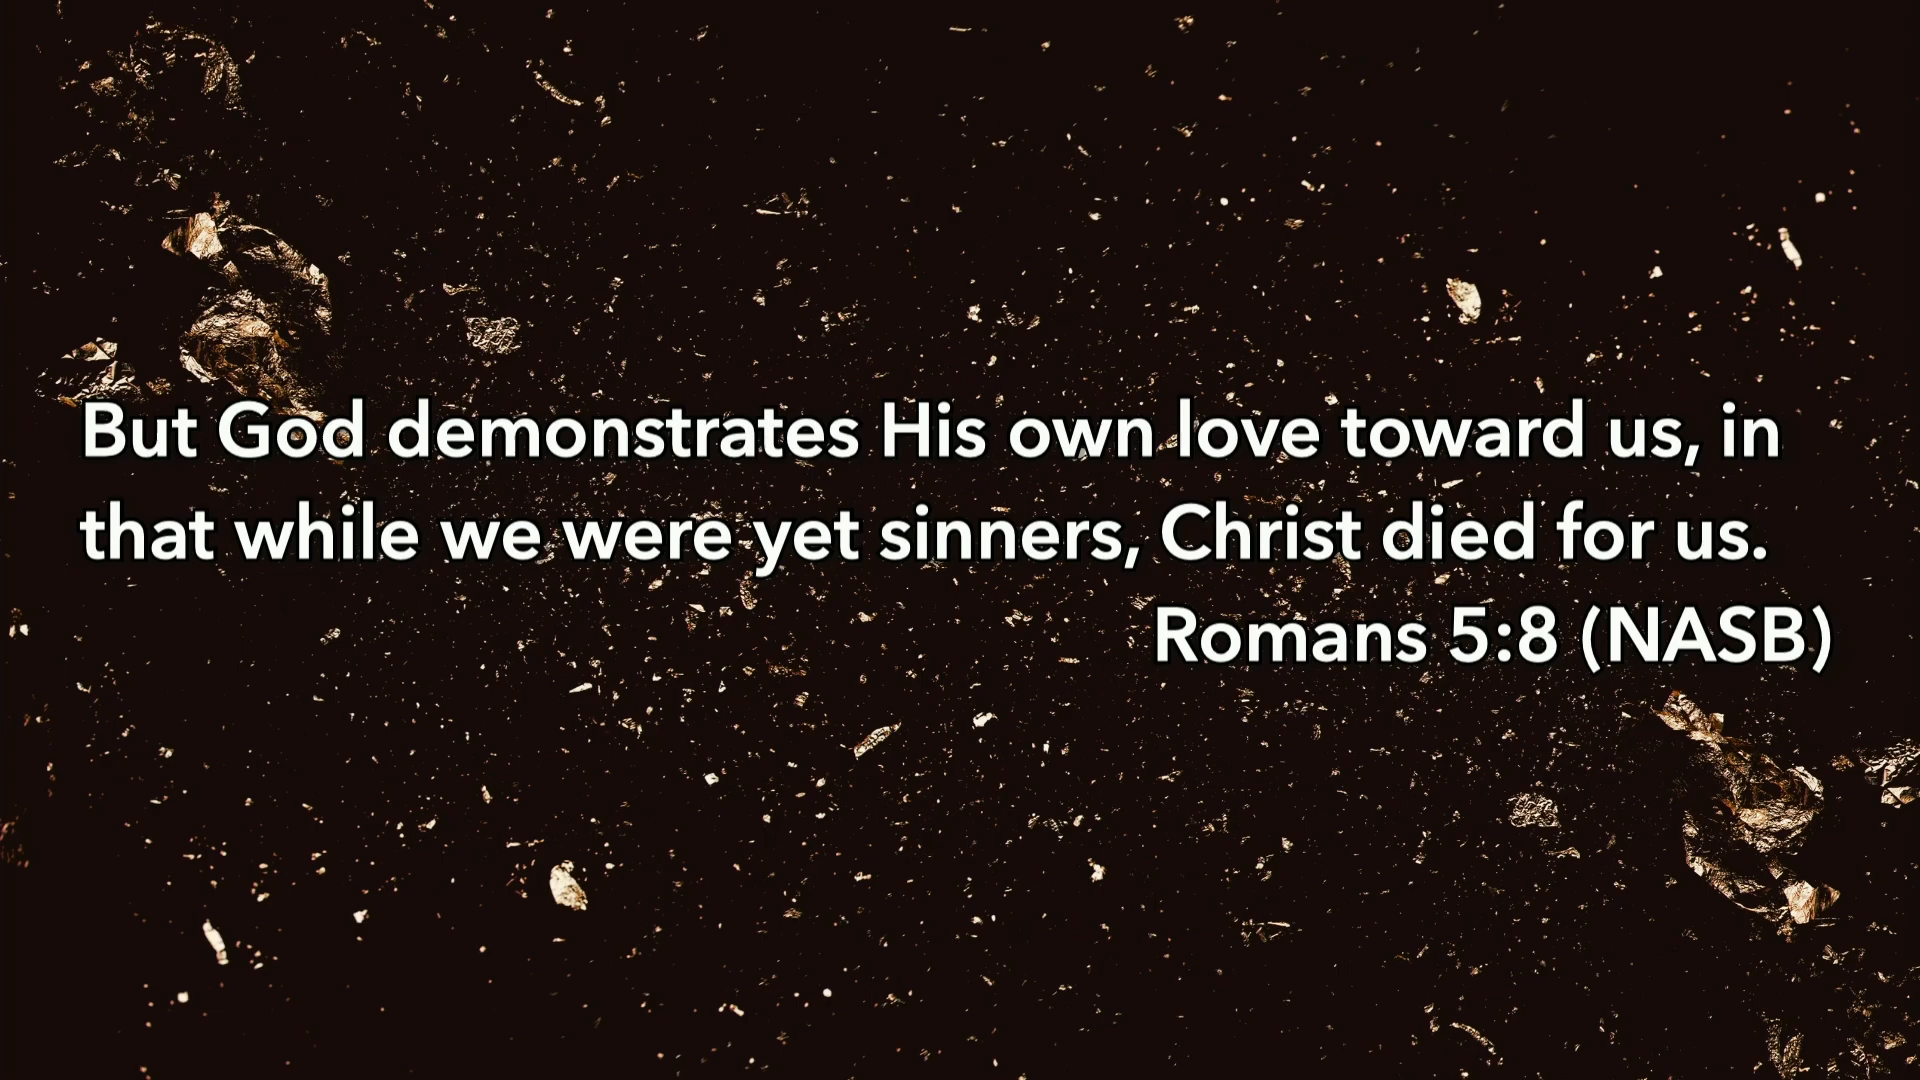 But God demonstrates His own love toward us, in
that while we were yet sinners, Christ died for us.
Romans 5:8 (NASB)